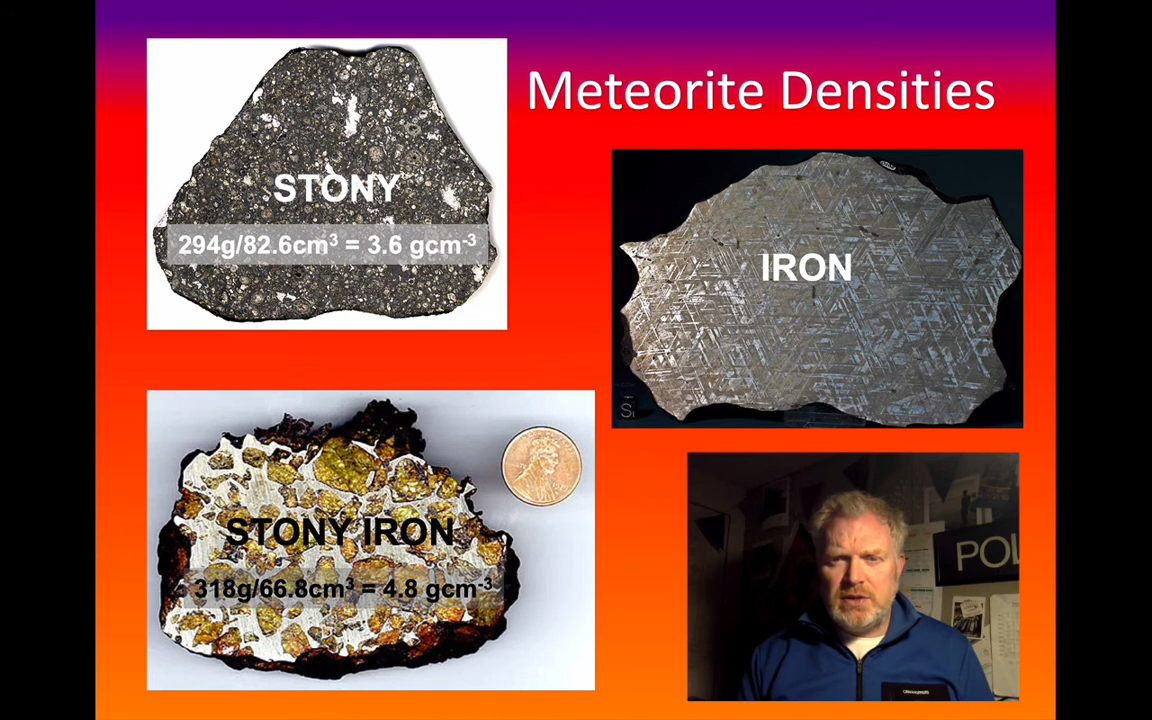 Meteorite Densities
STONY
294g/82.6cm³ = 3.6 gcm⁻³
IRON
STONY IRON
318g/66.8cm³ = 4.8 gcm⁻³
POL